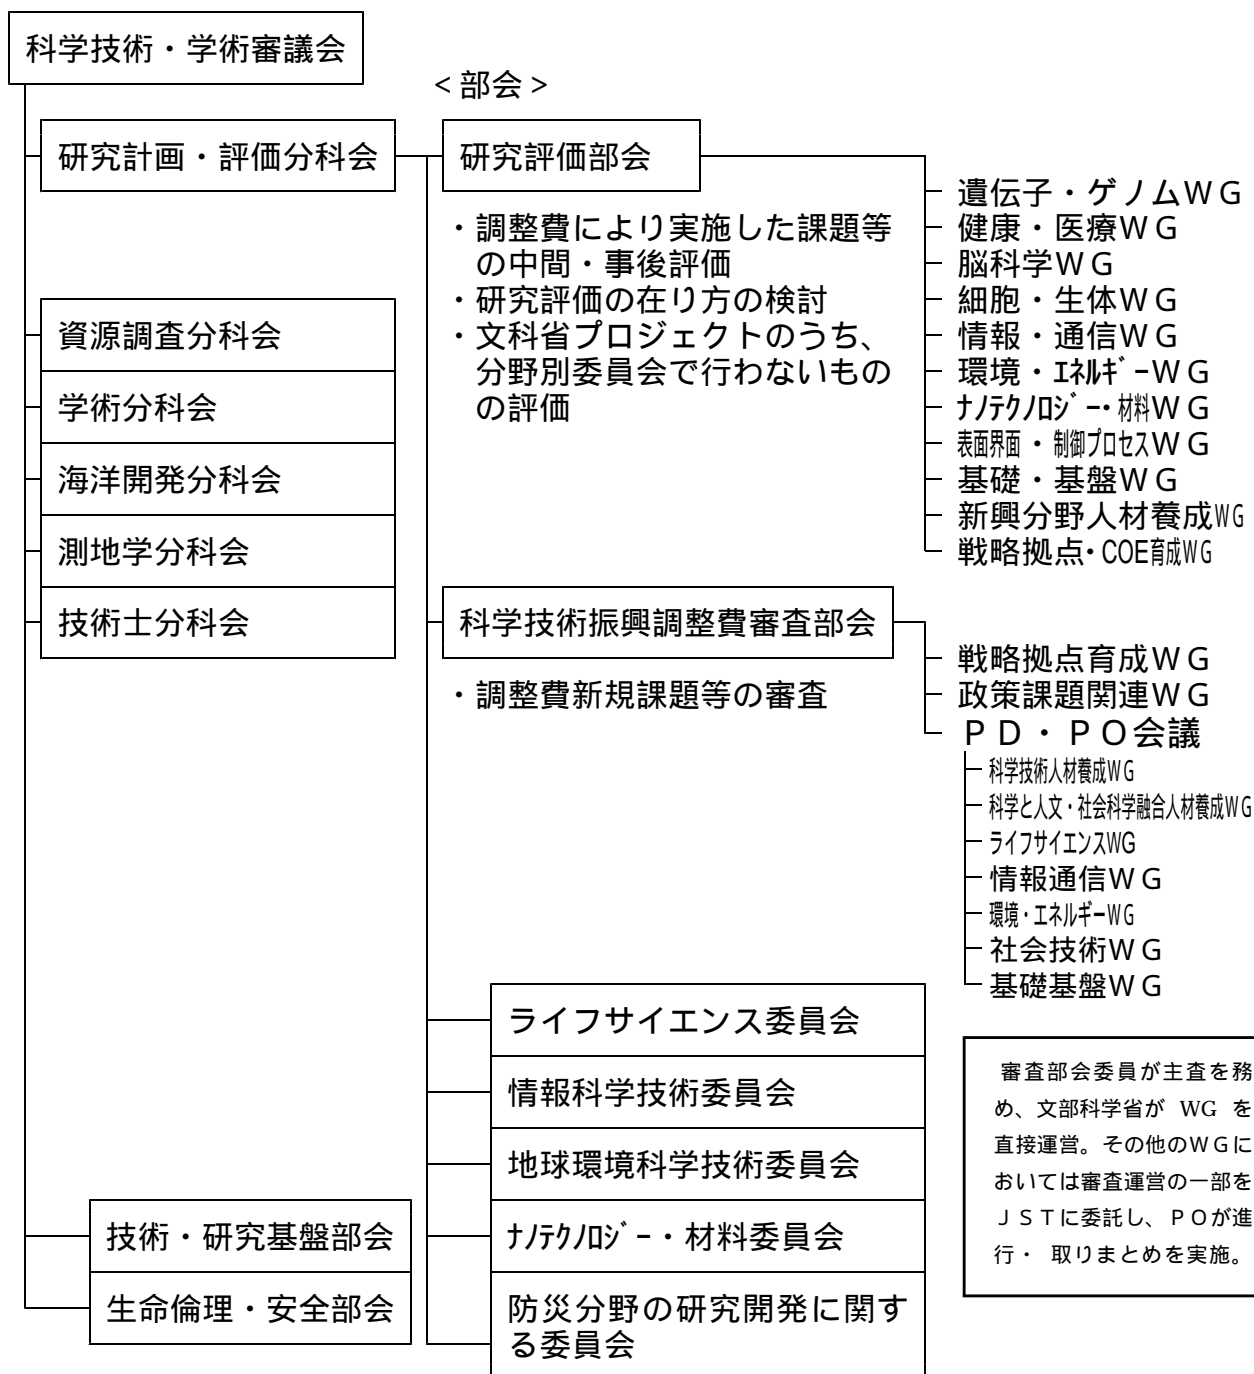 科学技術・学術審議会
<部会>
研究計画・評価分科会
研究評価部会
・調整費により実施した課題等
の中間・事後評価
・研究評価の在り方の検討
・文科省プロジェクトのうち、
分野別委員会で行わないもの
の評価
遺伝子・ゲノムWG
健康・医療WG
脳科学WG
細胞・生体WG
情報・通信WG
環境・エネルギーWG
ナノテクノロジー・材料WG
表面界面・制御プロセスWG
基礎・基盤WG
新興分野人材養成WG
戦略拠点・COE育成WG
資源調査分科会
学術分科会
海洋開発分科会
測地学分科会
技術士分科会
科学技術振興調整費審査部会
・調整費新規課題等の審査
戦略拠点育成WG
政策課題関連WG
PD・PO会議
科学技術人材養成WG
科学と人文・社会科学融合人材養成WG
ライフサイエンスWG
情報通信WG
環境・エネルギーWG
社会技術WG
基礎基盤WG
ライフサイエンス委員会
情報科学技術委員会
地球環境科学技術委員会
ナノテクノロジー・材料委員会
防災分野の研究開発に関す
る委員会
技術・研究基盤部会
生命倫理・安全部会
審査部会委員が主査を務
め、文部科学省が WG を
直接運営。その他のWGに
おいては審査運営の一部を
JSTに委託し、POが進
行・ 取りまとめを実施。